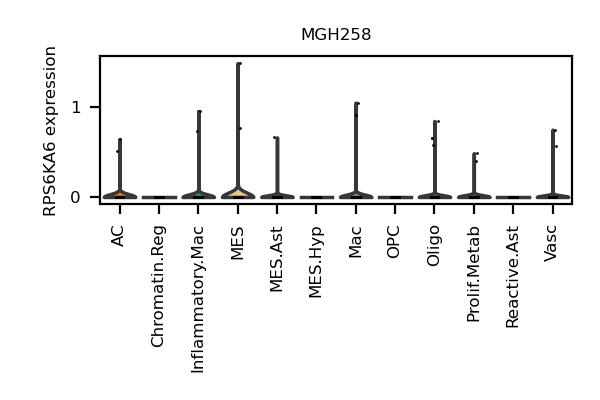 MGH258
RPS6KA6 expression
1
0
AC
Chromatin.Reg
Inflammatory.Mac
MES
MES.Ast
MES.Hyp
Mac
OPC
Oligo
Prolif.Metab
Reactive.Ast
Vasc